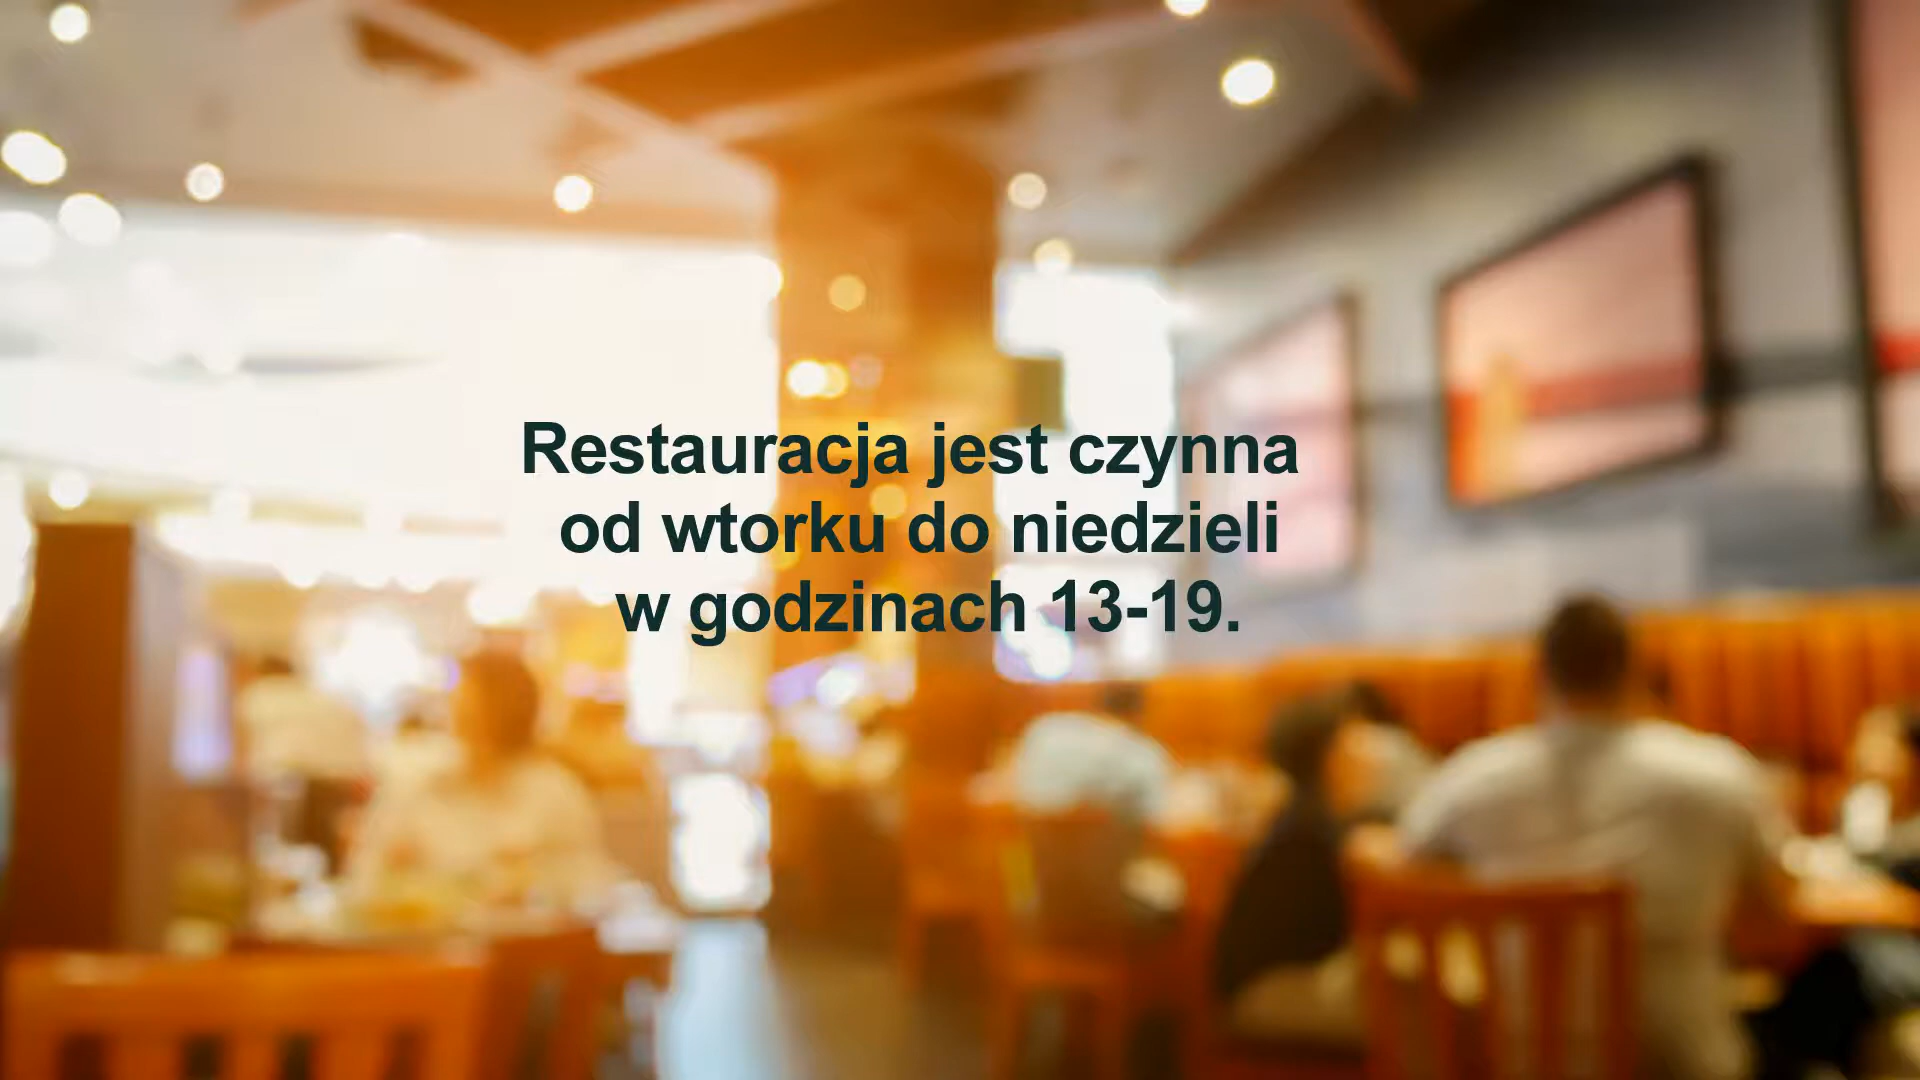 Restauracja jest czynna
od wtorku do niedzieli
w godzinach 13-19.